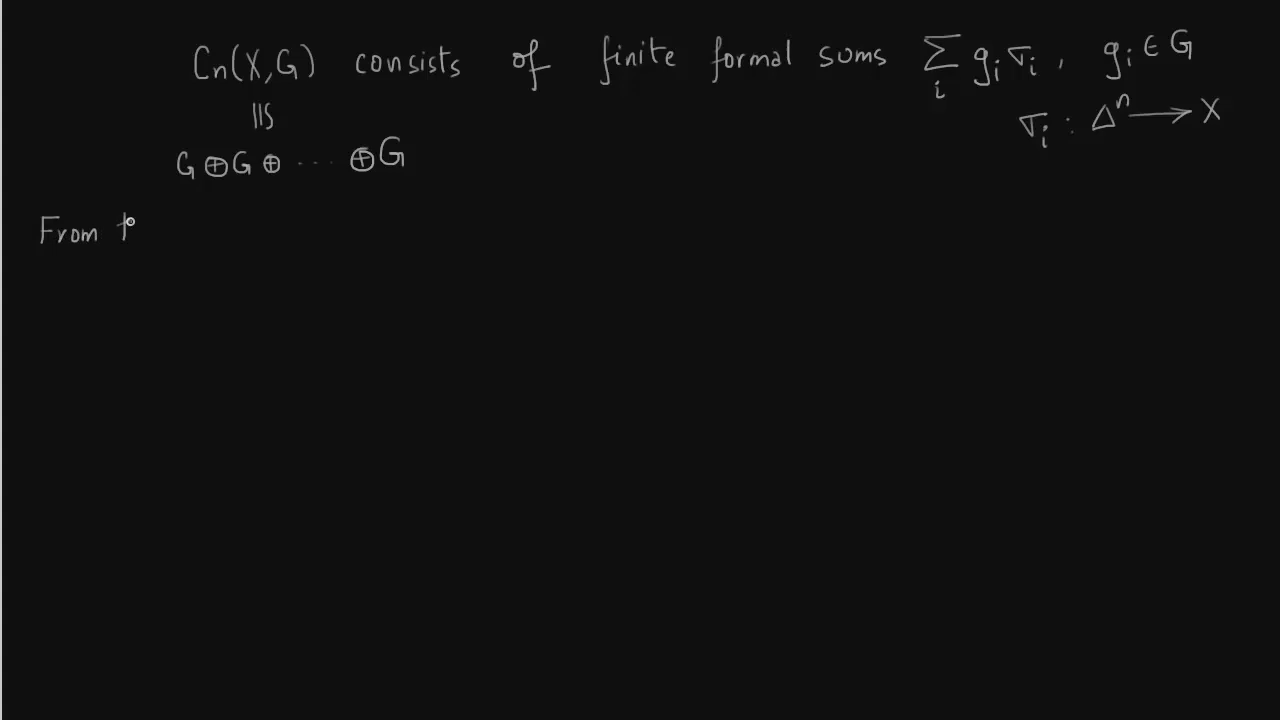 Cn(X,G) consists of finite formal sums ∑ᵢ gᵢσᵢ , gᵢ ∈ G
≅ σᵢ : Δⁿ ⟶ X
G⊕G⊕ ···· ⊕G
From t